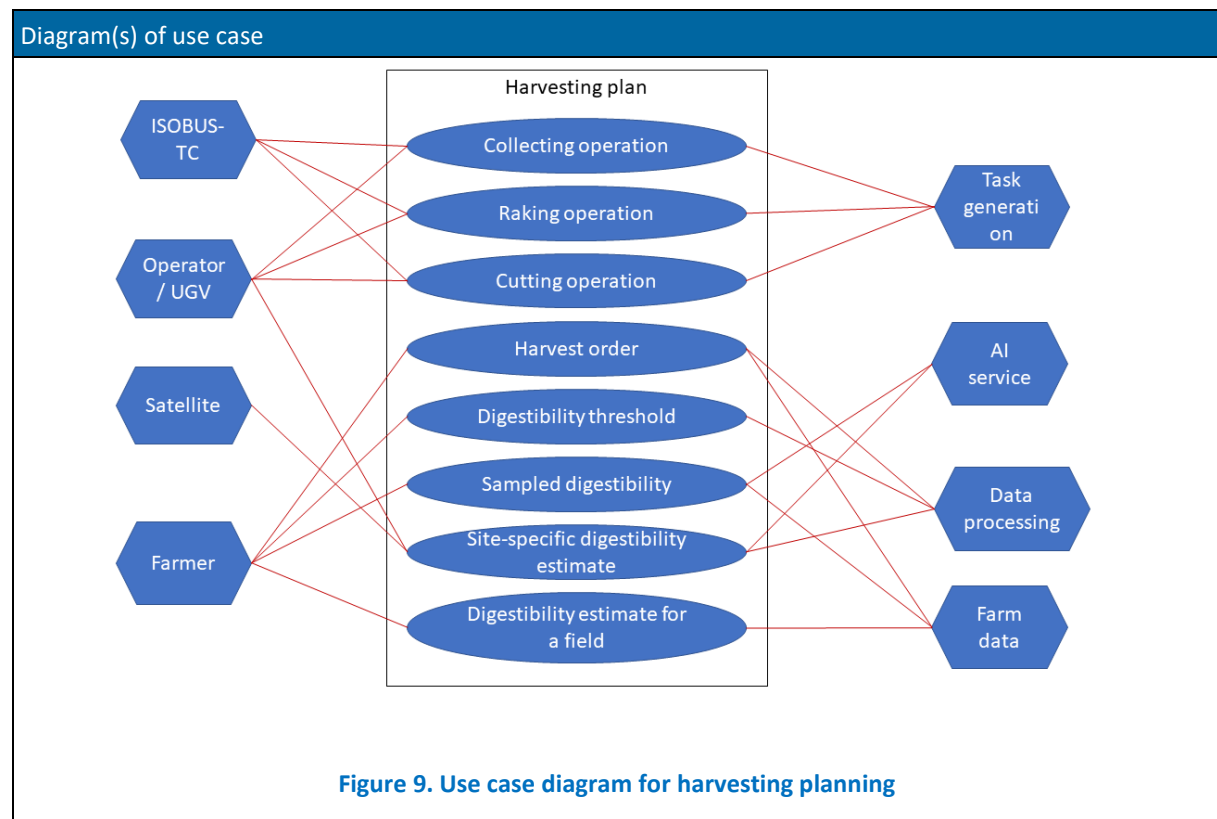 Diagram(s) of use case
Harvesting plan
ISOBUS-
TC
Operator
/ UGV
Satellite
Farmer
Collecting operation
Raking operation
Cutting operation
Harvest order
Digestibility threshold
Sampled digestibility
Site-specific digestibility
estimate
Digestibility estimate for
a field
Task
generati
on
AI
service
Data
processing
Farm
data
Figure 9. Use case diagram for harvesting planning